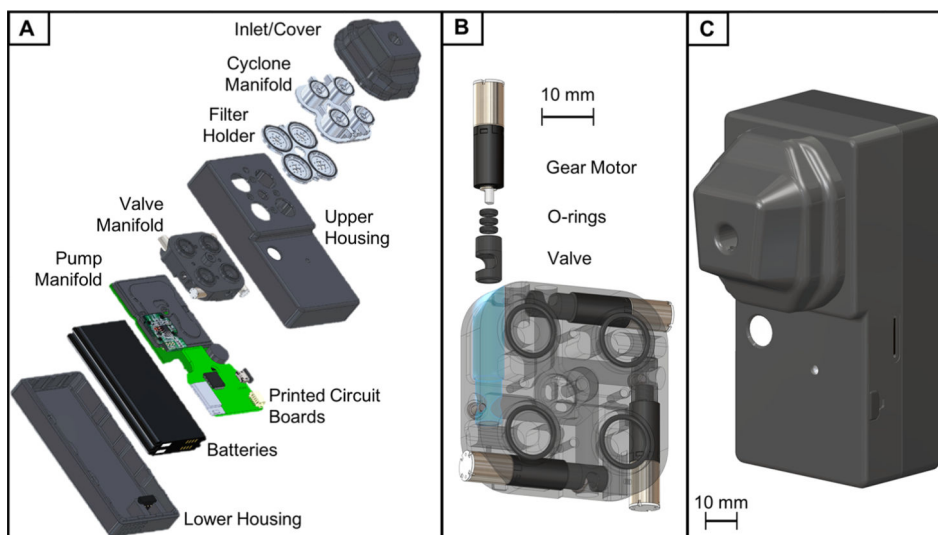 A
Inlet/Cover
Cyclone
Manifold
Filter
Holder
Upper
Housing
Valve
Manifold
Pump
Manifold
Printed Circuit
Boards
Batteries
Lower Housing
B
10 mm
Gear Motor
O-rings
Valve
C
10 mm